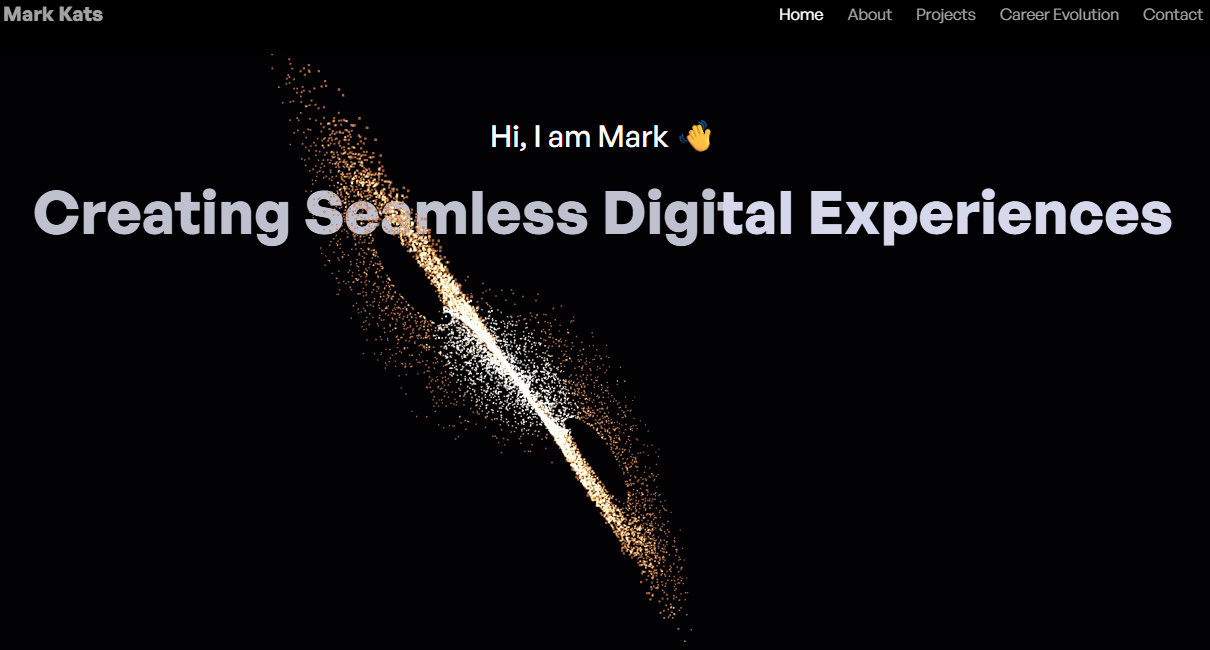 Mark Kats
Home About Projects Career Evolution Contact
Hi, I am Mark 👋
Creating Seamless Digital Experiences